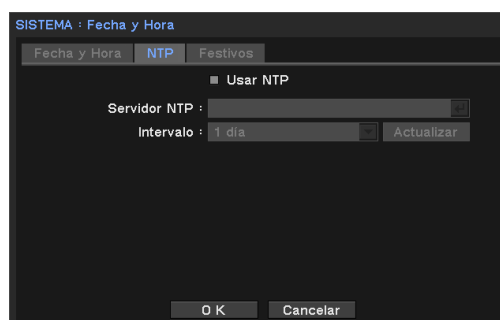 SISTEMA : Fecha y Hora
Fecha y Hora NTP Festivos
Usar NTP
Servidor NTP :
Intervalo : 1 día Actualizar
O K Cancelar